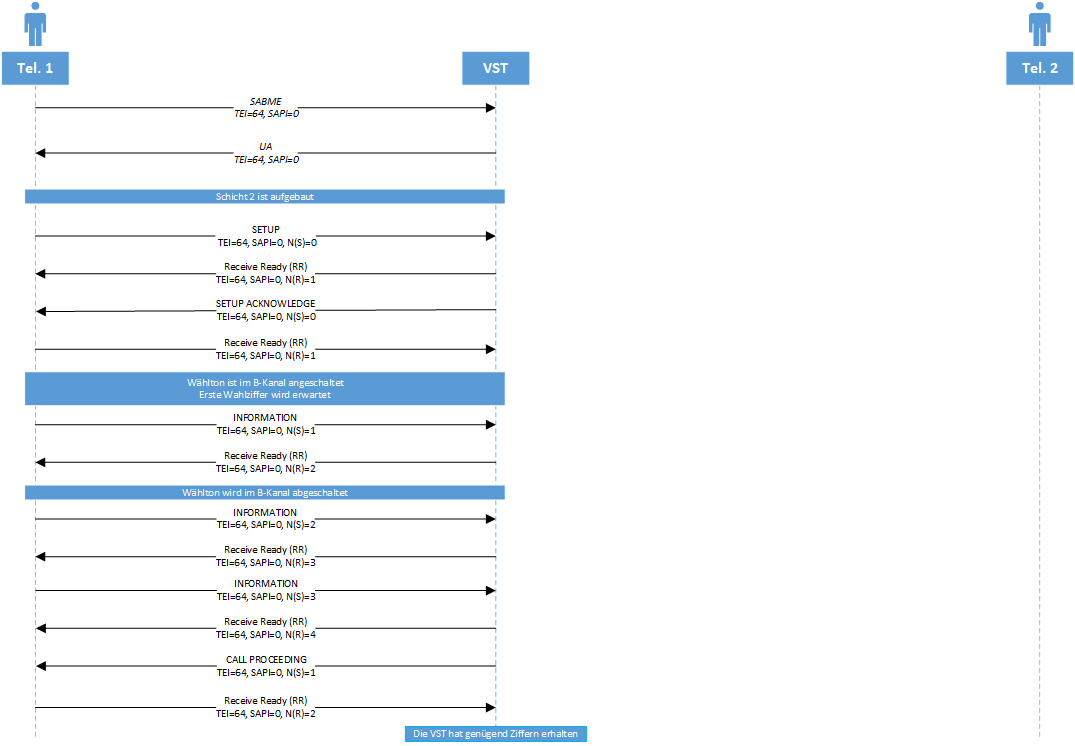 Tel. 1
VST
Tel. 2
SABME
TEI=64, SAPI=0
UA
TEI=64, SAPI=0
Schicht 2 ist aufgebaut
SETUP
TEI=64, SAPI=0, N(S)=0
Receive Ready (RR)
TEI=64, SAPI=0, N(R)=1
SETUP ACKNOWLEDGE
TEI=64, SAPI=0, N(S)=0
Receive Ready (RR)
TEI=64, SAPI=0, N(R)=1
Wählton ist im B-Kanal angeschaltet
Erste Wahlziffer wird erwartet
INFORMATION
TEI=64, SAPI=0, N(S)=1
Receive Ready (RR)
TEI=64, SAPI=0, N(R)=2
Wählton wird im B-Kanal abgeschaltet
INFORMATION
TEI=64, SAPI=0, N(S)=2
Receive Ready (RR)
TEI=64, SAPI=0, N(R)=3
INFORMATION
TEI=64, SAPI=0, N(S)=3
Receive Ready (RR)
TEI=64, SAPI=0, N(R)=4
CALL PROCEEDING
TEI=64, SAPI=0, N(S)=1
Receive Ready (RR)
TEI=64, SAPI=0, N(R)=2
Die VST hat genügend Ziffern erhalten